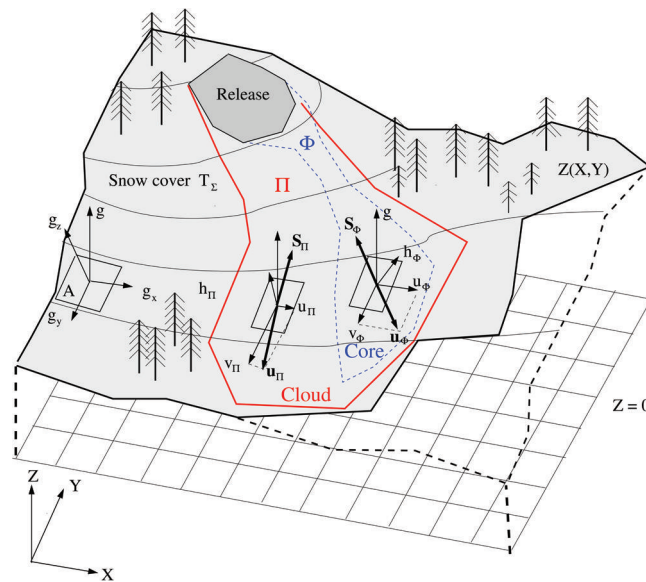 Release
Φ
Z(X,Y)
Snow cover T_Σ
Π
g
g_z
S_Π
S_Φ
g
h_Φ
A
g_x
h_Π
u_Π
u_Φ
g_y
v_Φ
u_Φ
v_Π
u_Π
Core
Cloud
Z = 0
Z
Y
X